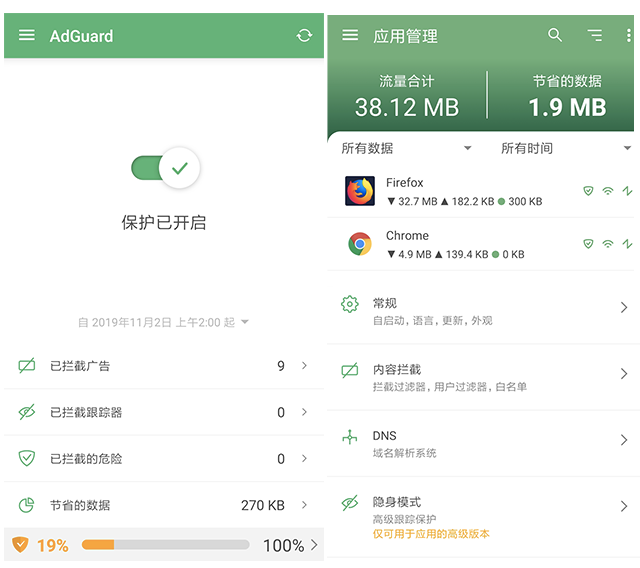 AdGuard
保护已开启
自 2019年11月2日 上午2:00 起
已拦截广告 9
已拦截跟踪器 0
已拦截的危险 0
节省的数据 270 KB
19% 100%
应用管理
流量合计 节省的数据
38.12 MB 1.9 MB
所有数据 所有时间
Firefox
▼ 32.7 MB ▲ 182.2 KB ● 300 KB
Chrome
▼ 4.9 MB ▲ 139.4 KB ● 0 KB
常规
自启动, 语言, 更新, 外观
内容拦截
拦截过滤器, 用户过滤器, 白名单
DNS
域名解析系统
隐身模式
高级跟踪保护
仅可用于应用的高级版本